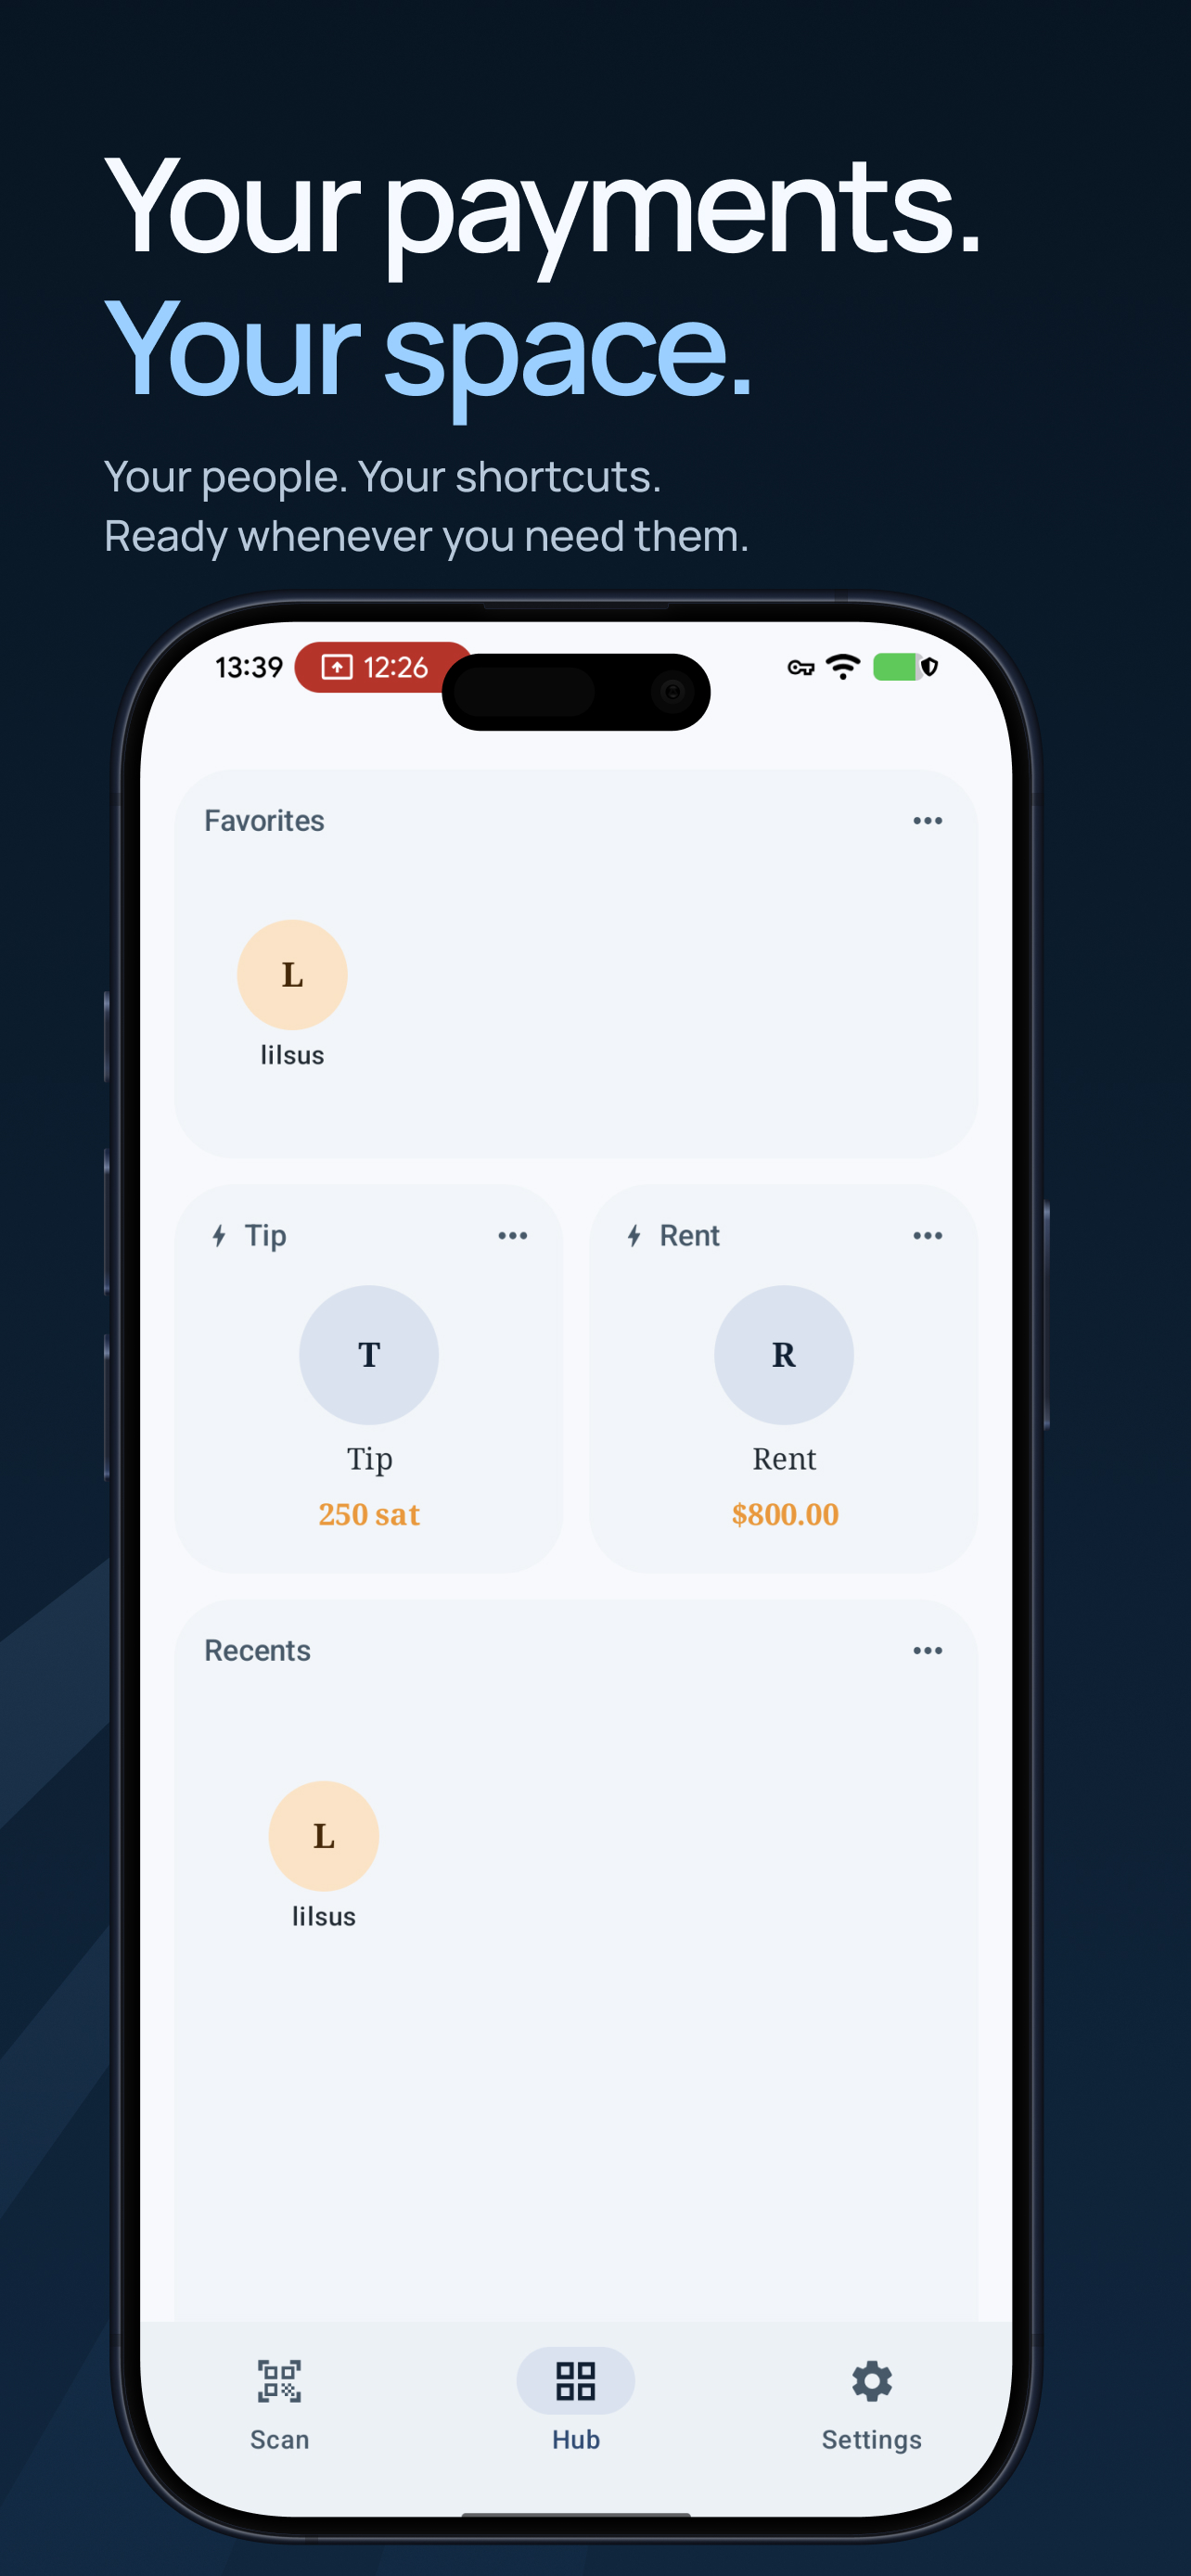 Your payments.
Your space.
Your people. Your shortcuts.
Ready whenever you need them.
13:39 12:26
Favorites
L
lilsus
Tip Rent
T R
Tip Rent
250 sat $800.00
Recents
L
lilsus
Scan Hub Settings